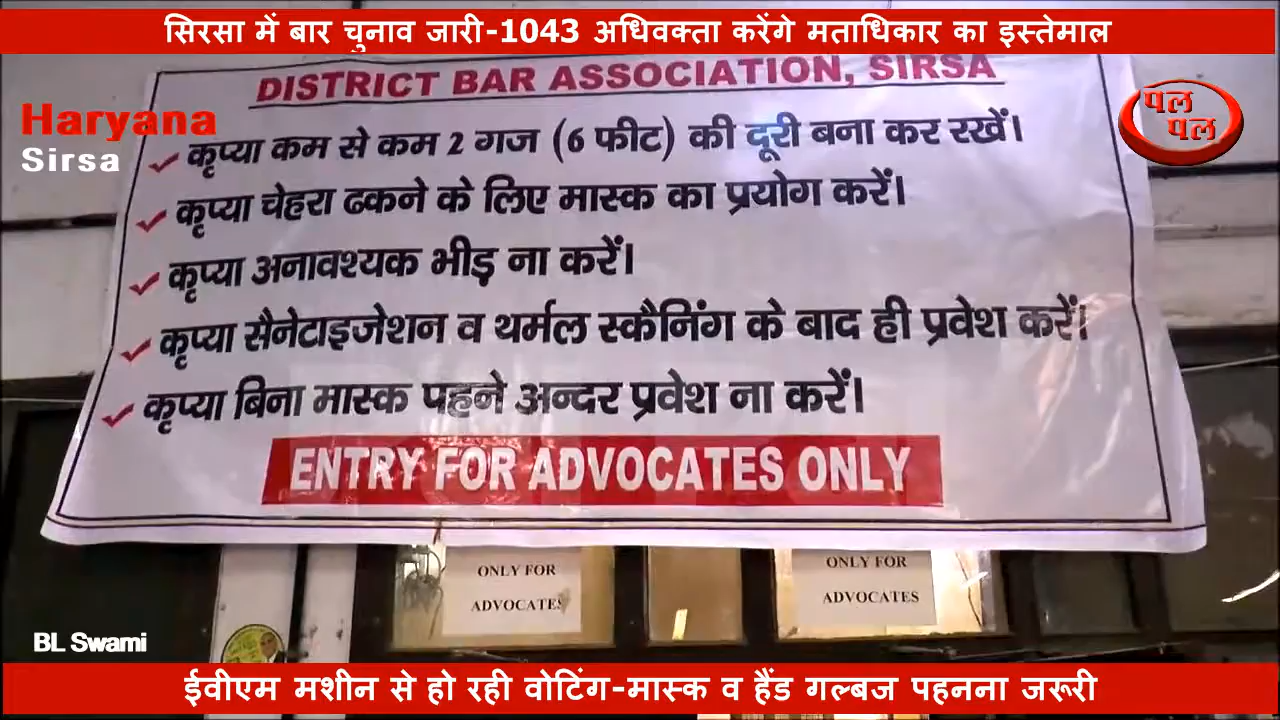 सिरसा में बार चुनाव जारी-1043 अधिवक्ता करेंगे मताधिकार का इस्तेमाल
DISTRICT BAR ASSOCIATION, SIRSA
Haryana
Sirsa
पल
पल
कृप्या कम से कम 2 गज (6 फीट) की दूरी बना कर रखें।
कृप्या चेहरा ढकने के लिए मास्क का प्रयोग करें।
कृप्या अनावश्यक भीड़ ना करें।
कृप्या सैनेटाइजेशन व थर्मल स्कैनिंग के बाद ही प्रवेश करें।
कृप्या बिना मास्क पहने अन्दर प्रवेश ना करें।
ENTRY FOR ADVOCATES ONLY
ONLY FOR
ADVOCATES
ONLY FOR
ADVOCATES
BL Swami
ईवीएम मशीन से हो रही वोटिंग-मास्क व हैंड गल्बज पहनना जरूरी